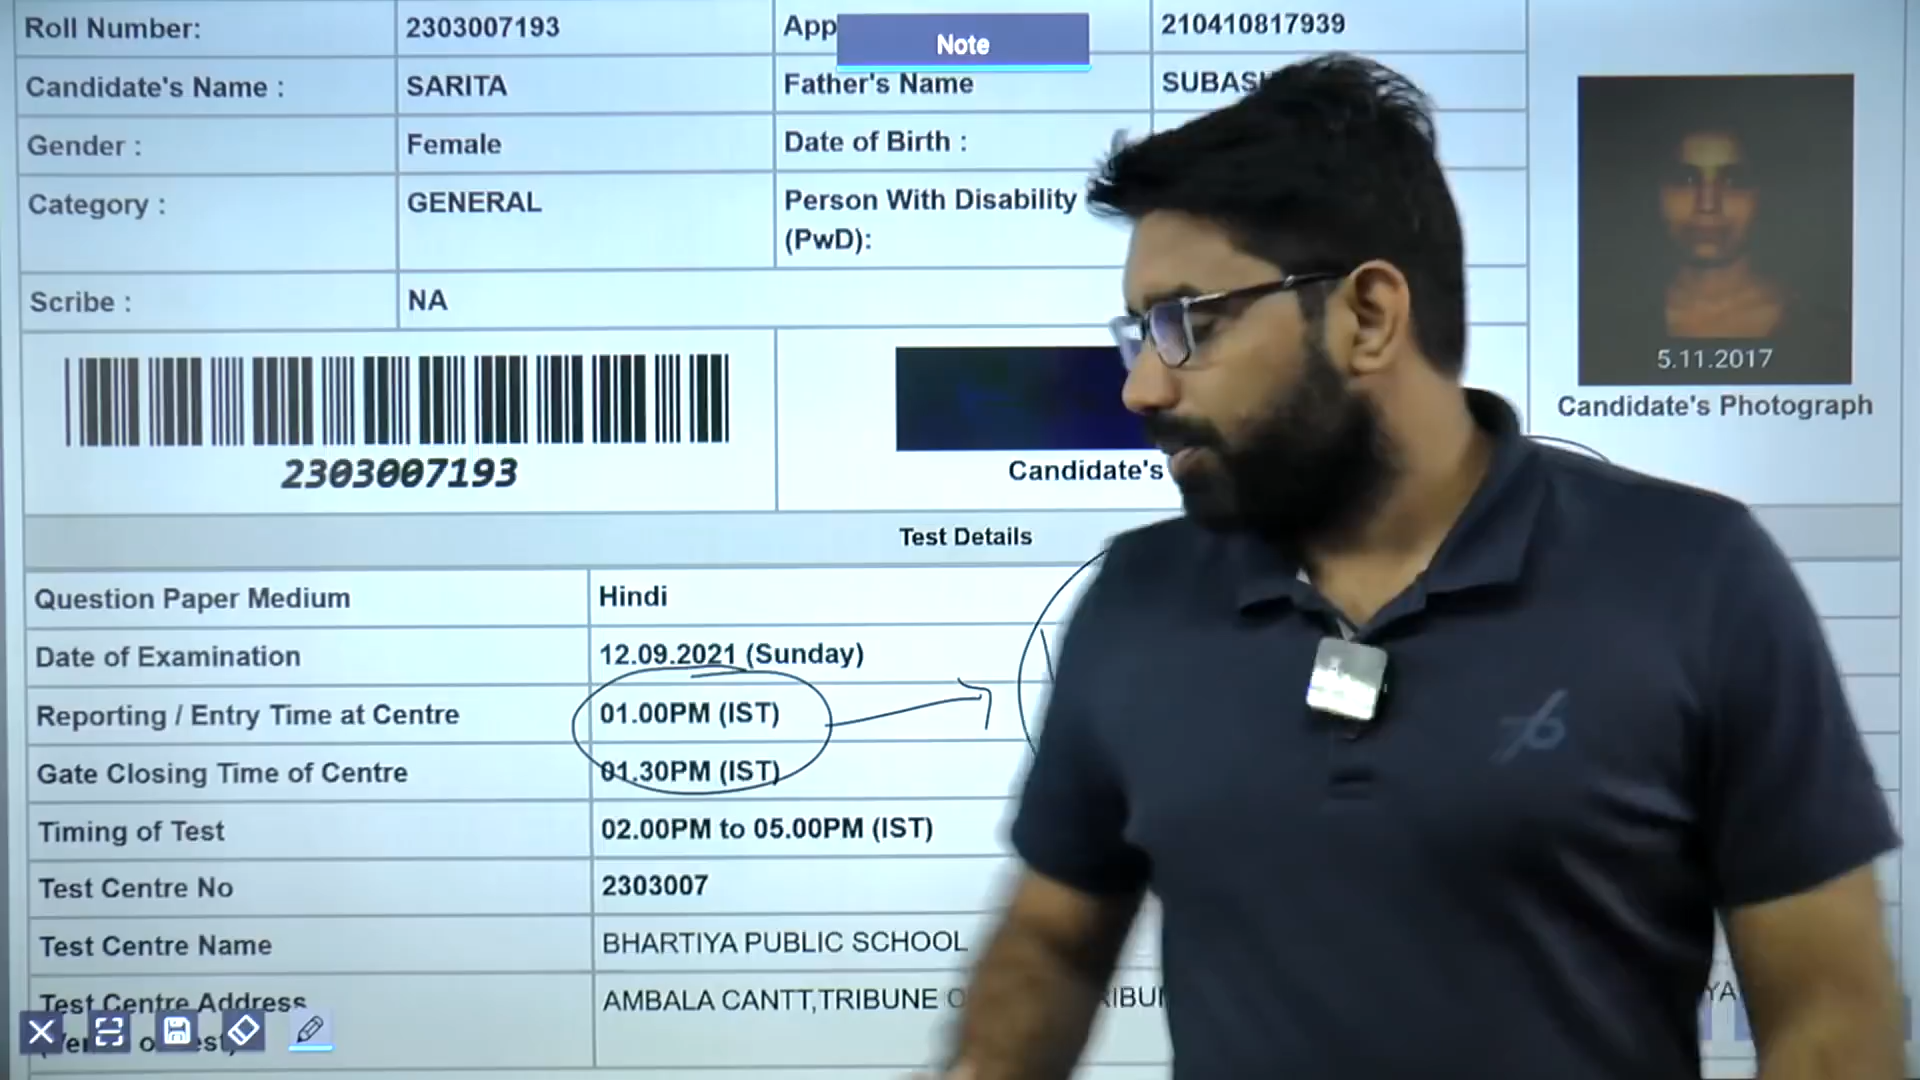 Roll Number: 2303007193 App 210410817939
Note
Candidate's Name : SARITA Father's Name
Gender : Female Date of Birth :
Category : GENERAL Person With Disability
(PwD):
Scribe : NA
5.11.2017
Candidate's Photograph
2303007193
Candidate's
Test Details
Question Paper Medium Hindi
Date of Examination 12.09.2021 (Sunday)
Reporting / Entry Time at Centre 01.00PM (IST)
Gate Closing Time of Centre 01.30PM (IST)
Timing of Test 02.00PM to 05.00PM (IST)
Test Centre No 2303007
Test Centre Name BHARTIYA PUBLIC SCHOOL
Test Centre Address AMBALA CANTT,TRIBUNE